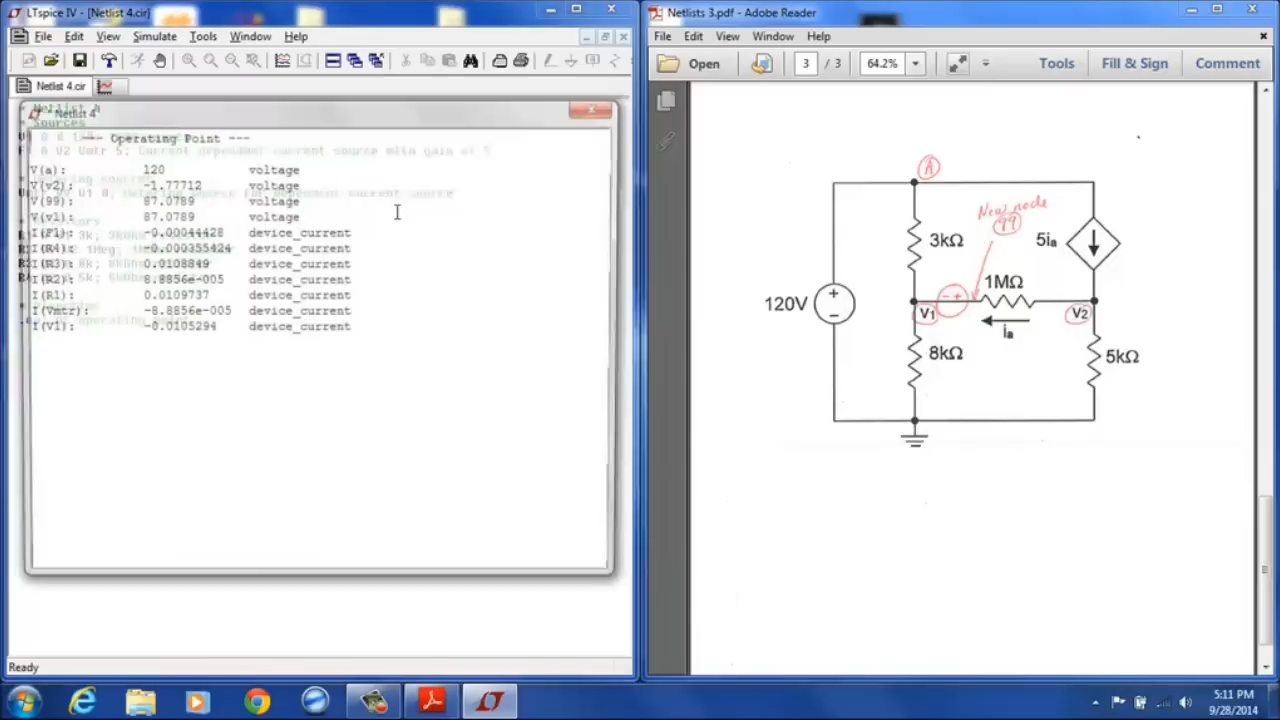 LTspice IV - [Netlist 4.cir]
File Edit View Simulate Tools Window Help
Netlist 4.cir
Netlist 4
--- Operating Point ---
V(a): 120 voltage
V(v2): -1.77712 voltage
V(99): 87.0789 voltage
V(v1): 87.0789 voltage
I(F1): -0.00044428 device_current
I(R4): -0.000355424 device_current
I(R3): 0.0108849 device_current
I(R2): 8.8856e-005 device_current
I(R1): 0.0109737 device_current
I(Vmtr): -8.8856e-005 device_current
I(V1): -0.0105294 device_current
Ready
Netlists 3.pdf - Adobe Reader
File Edit View Window Help
Open 3 / 3 64.2% Tools Fill & Sign Comment
A
New node
99
3kΩ
5ia
1MΩ
120V
+
-
- +
V1
V2
ia
8kΩ
5kΩ
5:11 PM
9/28/2014